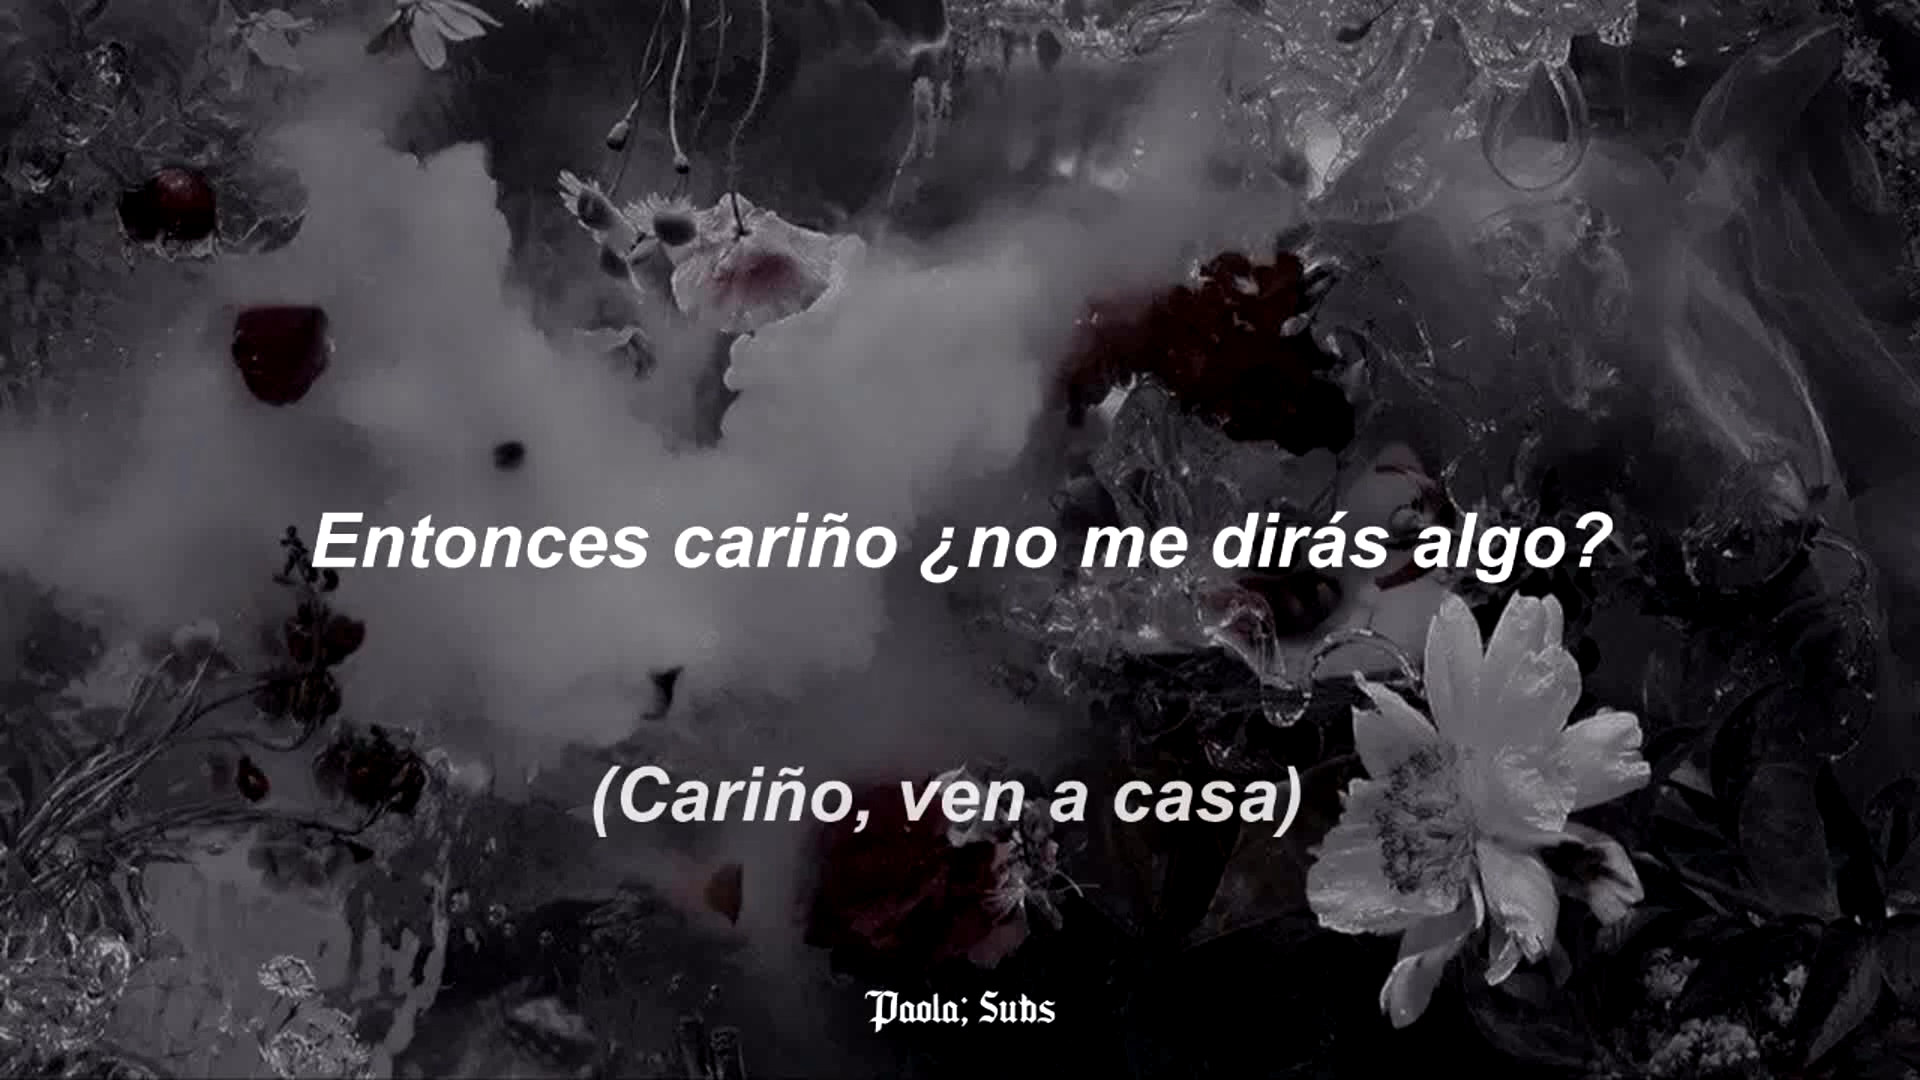 Entonces cariño ¿no me dirás algo?
(Cariño, ven a casa)
Paola; Subs